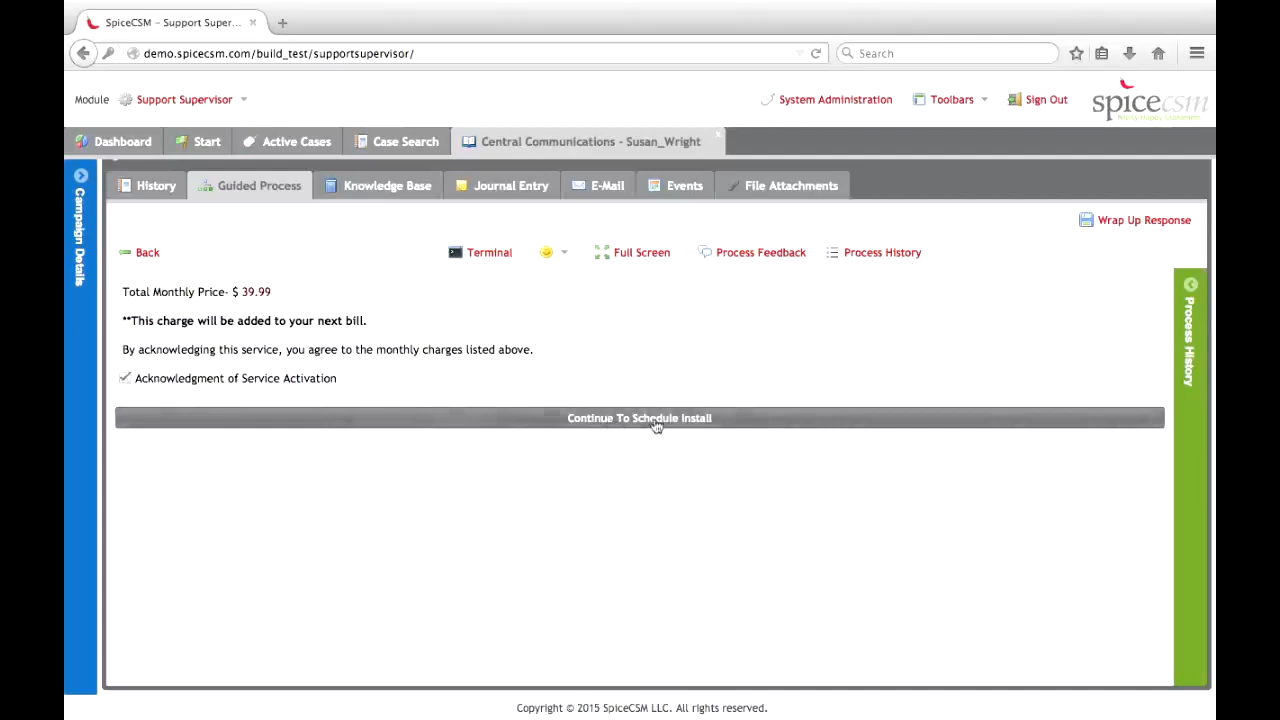 SpiceCSM – Support Super...
demo.spicecsm.com/build_test/supportsupervisor/
Search
Module
Support Supervisor
System Administration
Toolbars
Sign Out
spicecsm
Dashboard
Start
Active Cases
Case Search
Central Communications - Susan_Wright
Campaign Details
History
Guided Process
Knowledge Base
Journal Entry
E-Mail
Events
File Attachments
Wrap Up Response
Back
Terminal
Full Screen
Process Feedback
Process History
Total Monthly Price- $ 39.99
**This charge will be added to your next bill.
By acknowledging this service, you agree to the monthly charges listed above.
Acknowledgment of Service Activation
Continue To Schedule Install
Process History
Copyright © 2015 SpiceCSM LLC. All rights reserved.